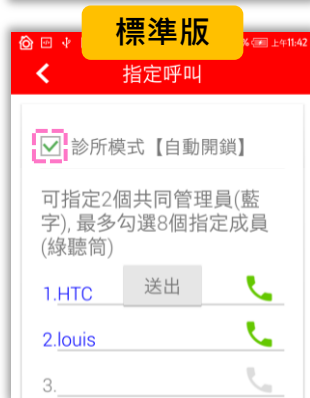 標準版
% 上午11:42
指定呼叫
診所模式【自動開鎖】
可指定2個共同管理員(藍
字), 最多勾選8個指定成員
(綠聽筒)
1.HTC
送出
2.louis
3.